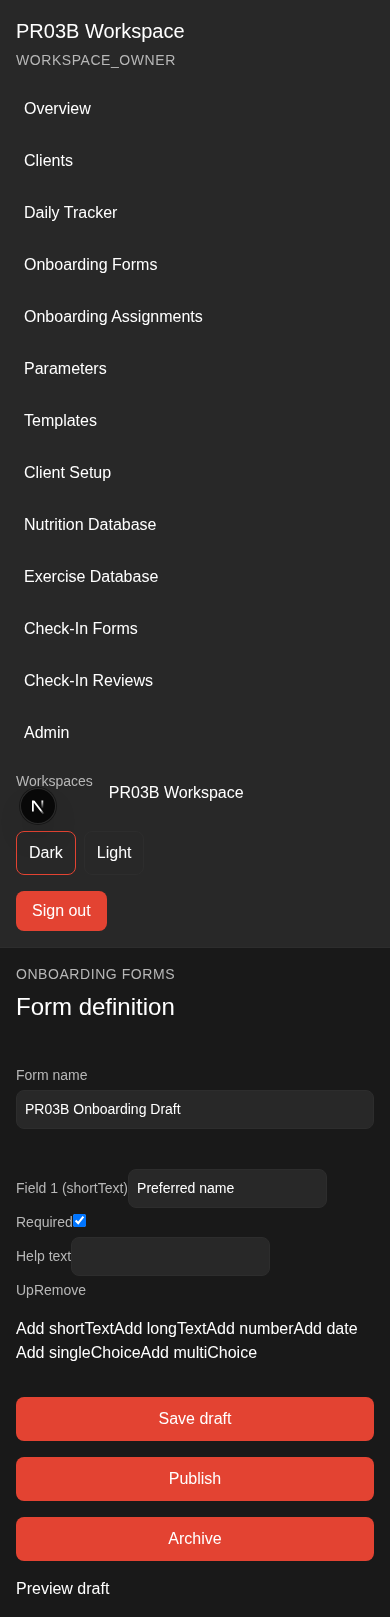 PR03B Workspace
WORKSPACE_OWNER
Overview
Clients
Daily Tracker
Onboarding Forms
Onboarding Assignments
Parameters
Templates
Client Setup
Nutrition Database
Exercise Database
Check-In Forms
Check-In Reviews
Admin
Workspaces
PR03B Workspace
N
Dark Light
Sign out
ONBOARDING FORMS
Form definition
Form name
PR03B Onboarding Draft
Field 1 (shortText) Preferred name
Required
Help text
UpRemove
Add shortTextAdd longTextAdd numberAdd date
Add singleChoiceAdd multiChoice
Save draft
Publish
Archive
Preview draft